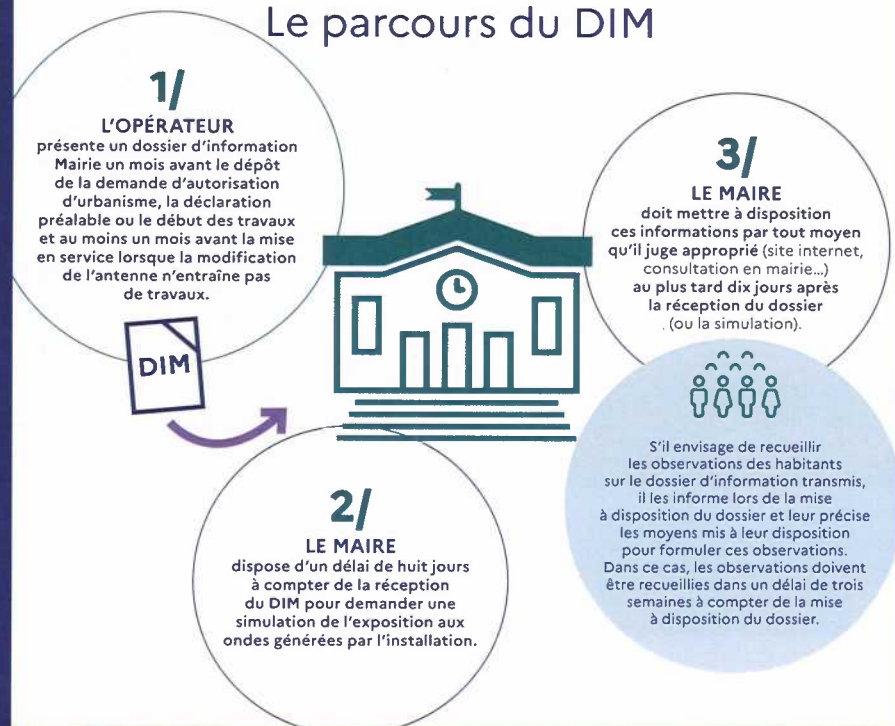 Le parcours du DIM
1/
L'OPÉRATEUR
présente un dossier d'information
Mairie un mois avant le dépôt
de la demande d'autorisation
d'urbanisme, la déclaration
préalable ou le début des travaux
et au moins un mois avant la mise
en service lorsque la modification
de l'antenne n'entraîne pas
de travaux.
DIM
2/
LE MAIRE
dispose d'un délai de huit jours
à compter de la réception
du DIM pour demander une
simulation de l'exposition aux
ondes générées par l'installation.
3/
LE MAIRE
doit mettre à disposition
ces informations par tout moyen
qu'il juge approprié (site internet,
consultation en mairie...)
au plus tard dix jours après
la réception du dossier
(ou la simulation).
S'il envisage de recueillir
les observations des habitants
sur le dossier d'information transmis,
il les informe lors de la mise
à disposition du dossier et leur précise
les moyens mis à leur disposition
pour formuler ces observations.
Dans ce cas, les observations doivent
être recueillies dans un délai de trois
semaines à compter de la mise
à disposition du dossier.